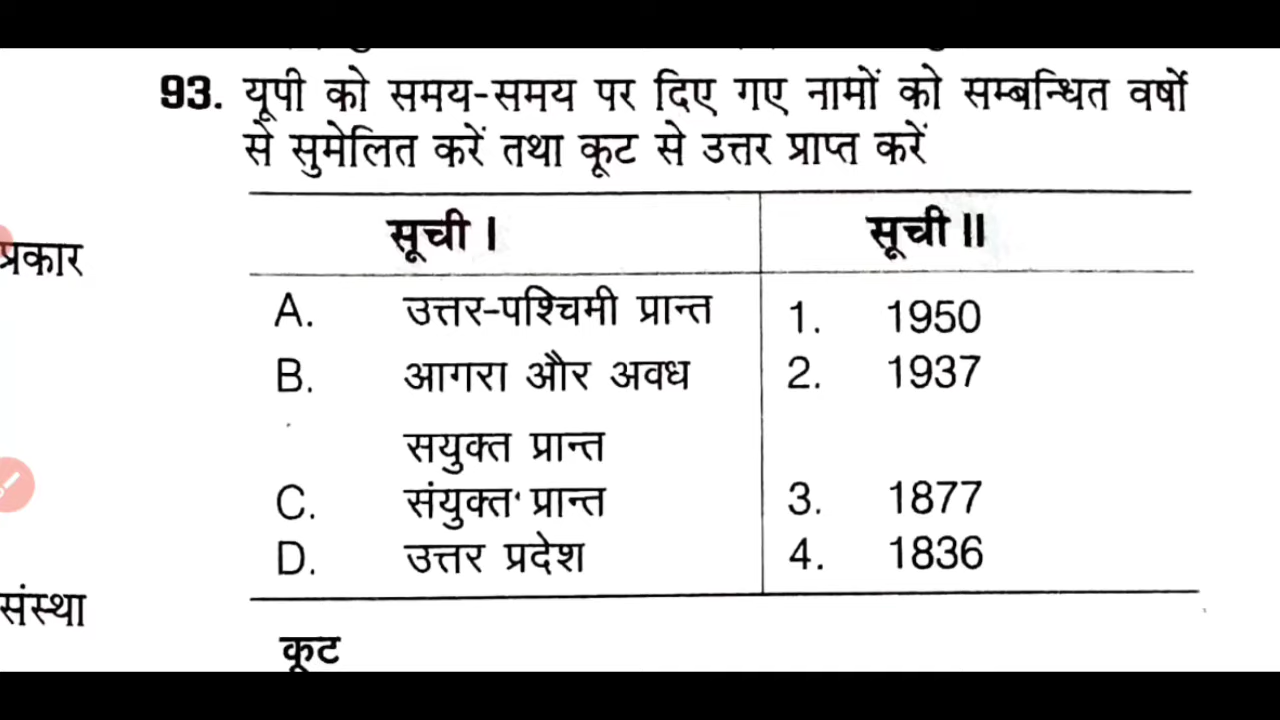 93. यूपी को समय-समय पर दिए गए नामों को सम्बन्धित वर्षों
से सुमेलित करें तथा कूट से उत्तर प्राप्त करें
सूची I सूची II
प्रकार
A. उत्तर-पश्चिमी प्रान्त 1. 1950
B. आगरा और अवध 2. 1937
सयुक्त प्रान्त
C. संयुक्त प्रान्त 3. 1877
D. उत्तर प्रदेश 4. 1836
संस्था
कूट